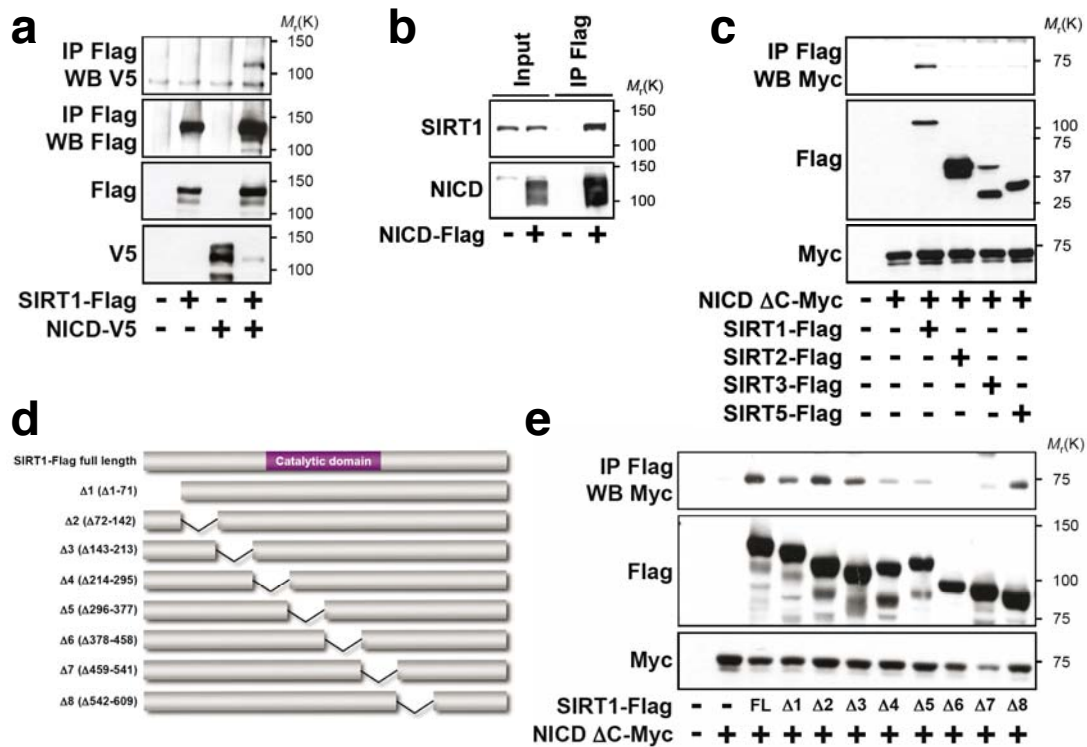 a
Mr(K)
IP Flag
WB V5
150
100
IP Flag
WB Flag
150
100
Flag
150
100
V5
150
100
SIRT1-Flag - + - +
NICD-V5 - - + +
b
Input
IP Flag
Mr(K)
SIRT1
150
100
NICD
150
100
NICD-Flag - + - +
c
Mr(K)
IP Flag
WB Myc
75
Flag
100
75
50
37
25
Myc
75
NICD ΔC-Myc - + + + + +
SIRT1-Flag - - + - - -
SIRT2-Flag - - - + - -
SIRT3-Flag - - - - + -
SIRT5-Flag - - - - - +
d
SIRT1-Flag full length
Catalytic domain
Δ1 (Δ1-71)
Δ2 (Δ72-142)
Δ3 (Δ143-213)
Δ4 (Δ214-295)
Δ5 (Δ296-377)
Δ6 (Δ378-458)
Δ7 (Δ459-541)
Δ8 (Δ542-609)
e
Mr(K)
IP Flag
WB Myc
75
Flag
150
100
75
Myc
75
SIRT1-Flag - - FL Δ1 Δ2 Δ3 Δ4 Δ5 Δ6 Δ7 Δ8
NICD ΔC-Myc - + + + + + + + + + +